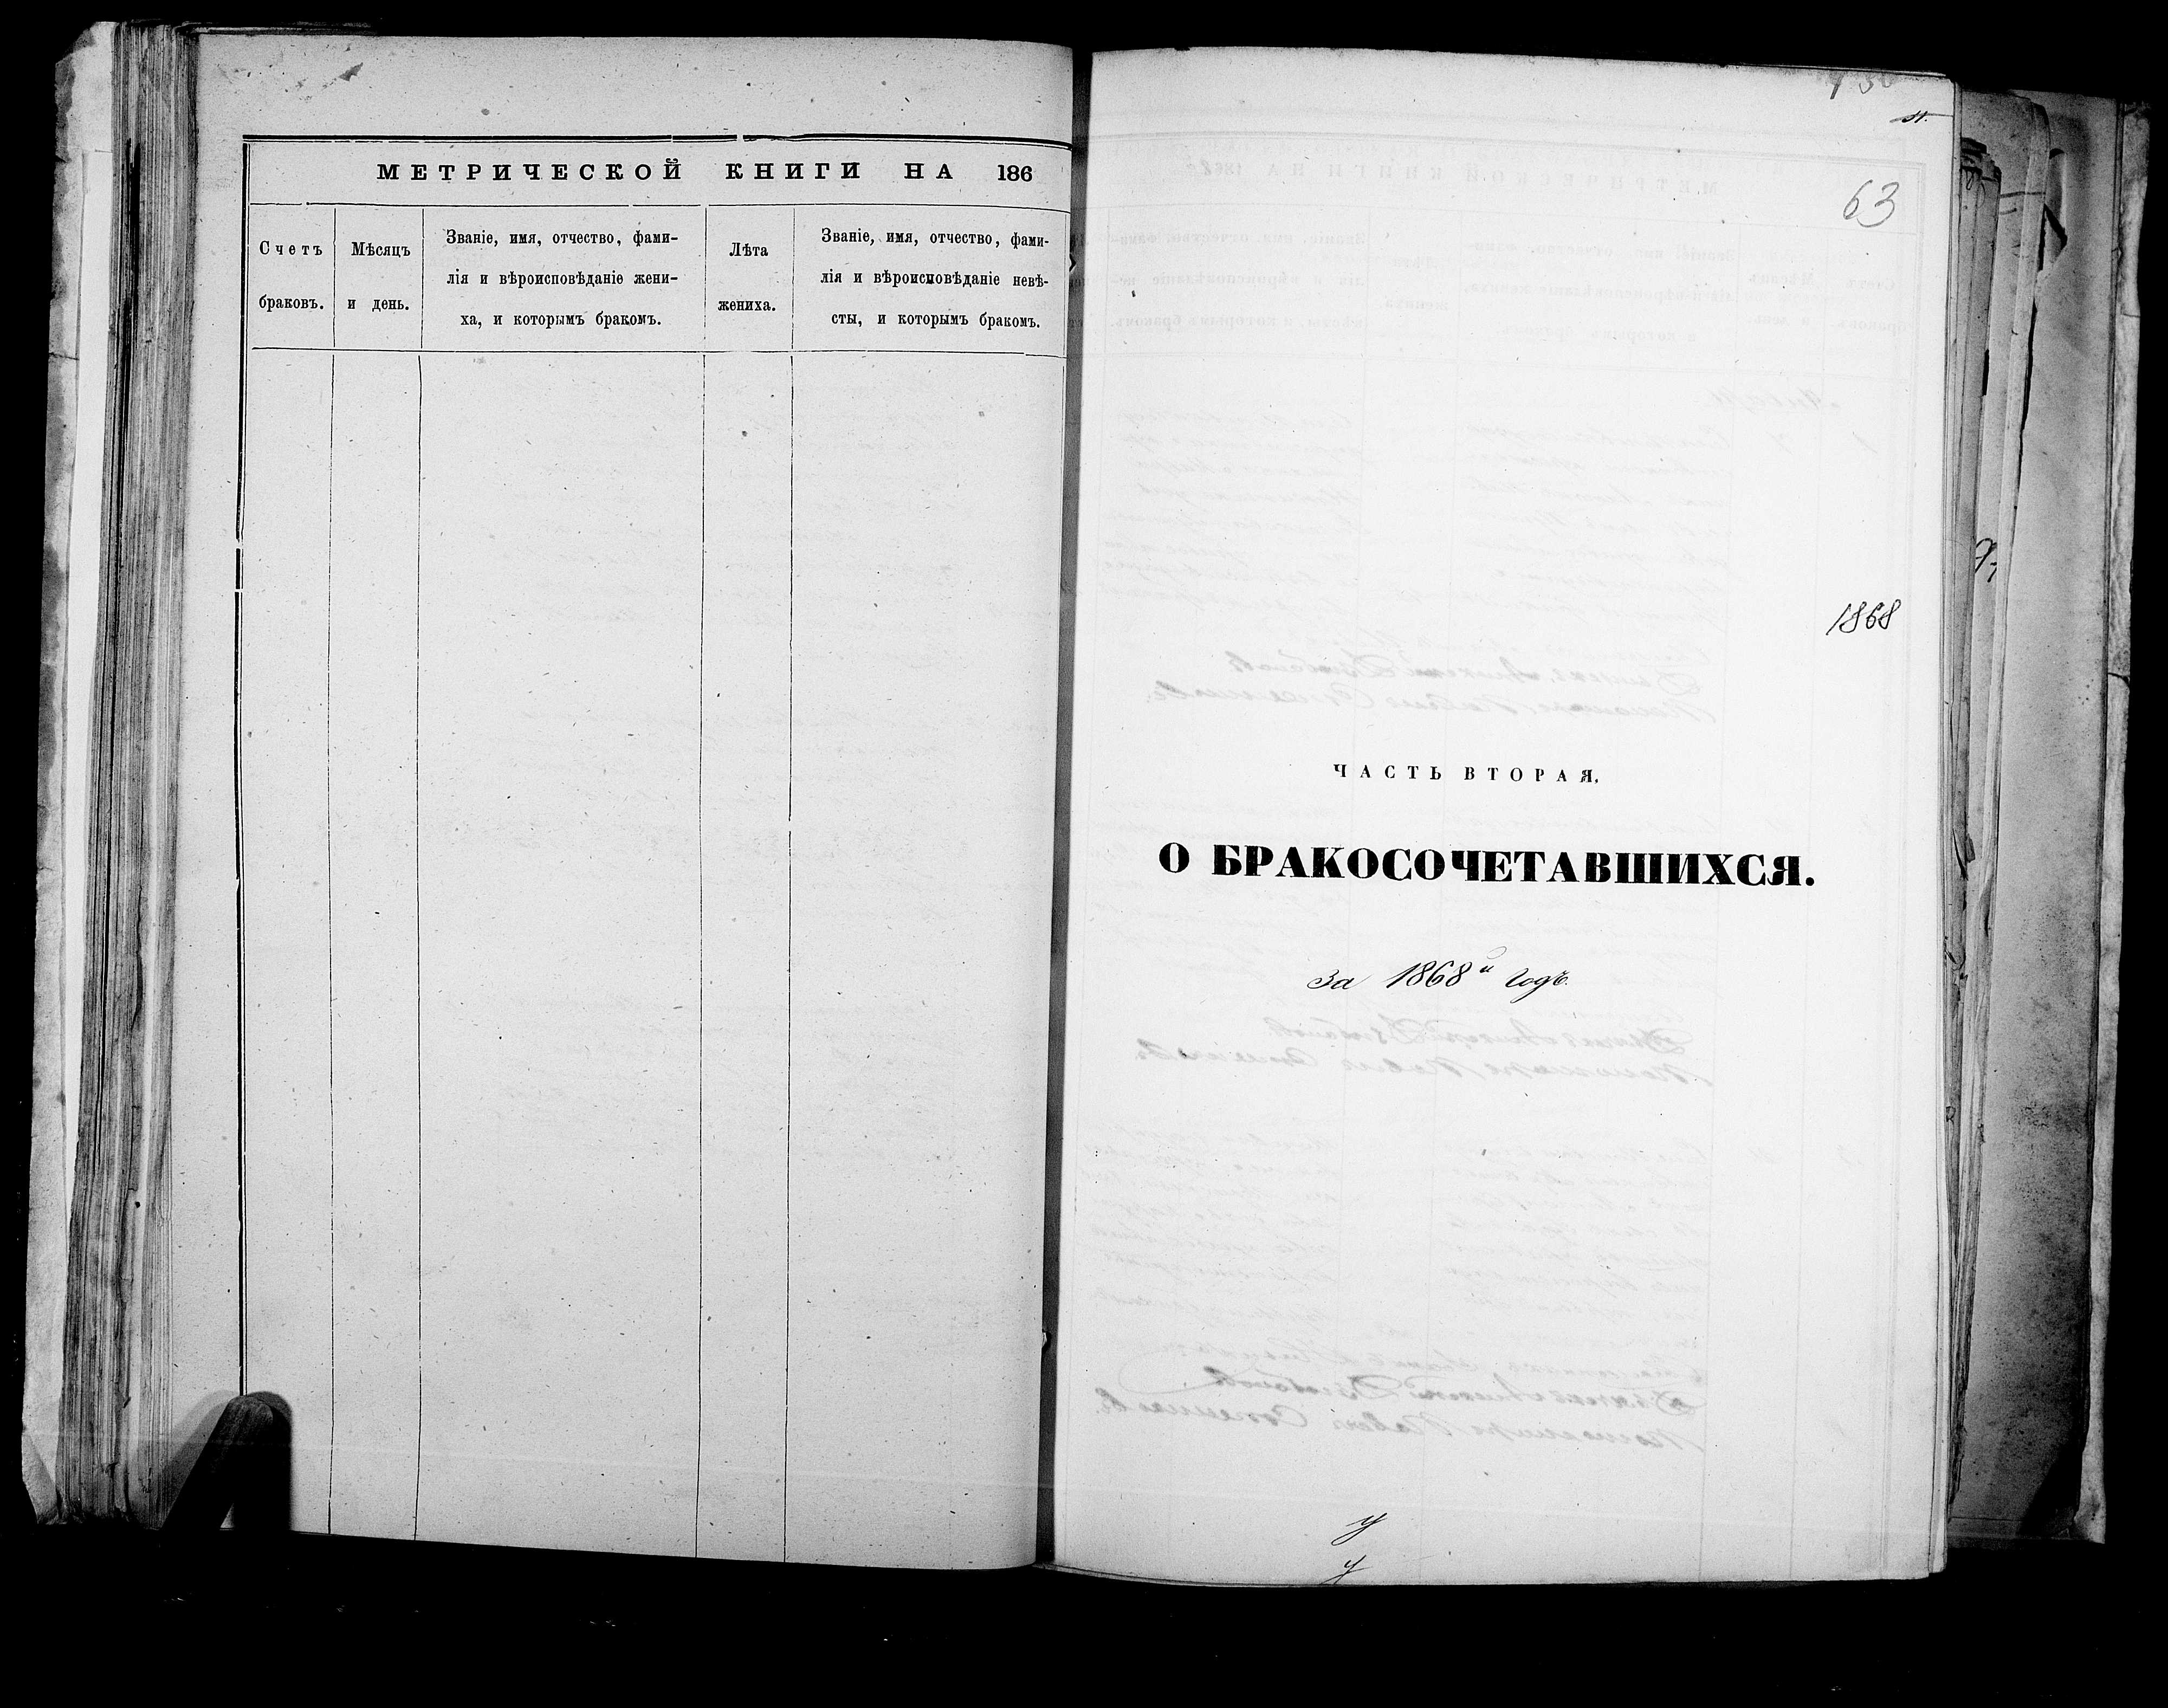 МЕТРИЧЕСКОЙ КНИГИ НА 186
Счетъ
браковъ.
Мѣсяцъ
и день.
Званіе, имя, отчество, фами-
лія и вѣроисповѣданіе жени-
ха, и которымъ бракомъ.
Лѣта
жениха.
Званіе, имя, отчество, фами-
лія и вѣроисповѣданіе невѣ-
сты, и которымъ бракомъ.
63
1868
ЧАСТЬ ВТОРАЯ.
О БРАКОСОЧЕТАВШИХСЯ.
За 1868й годъ.